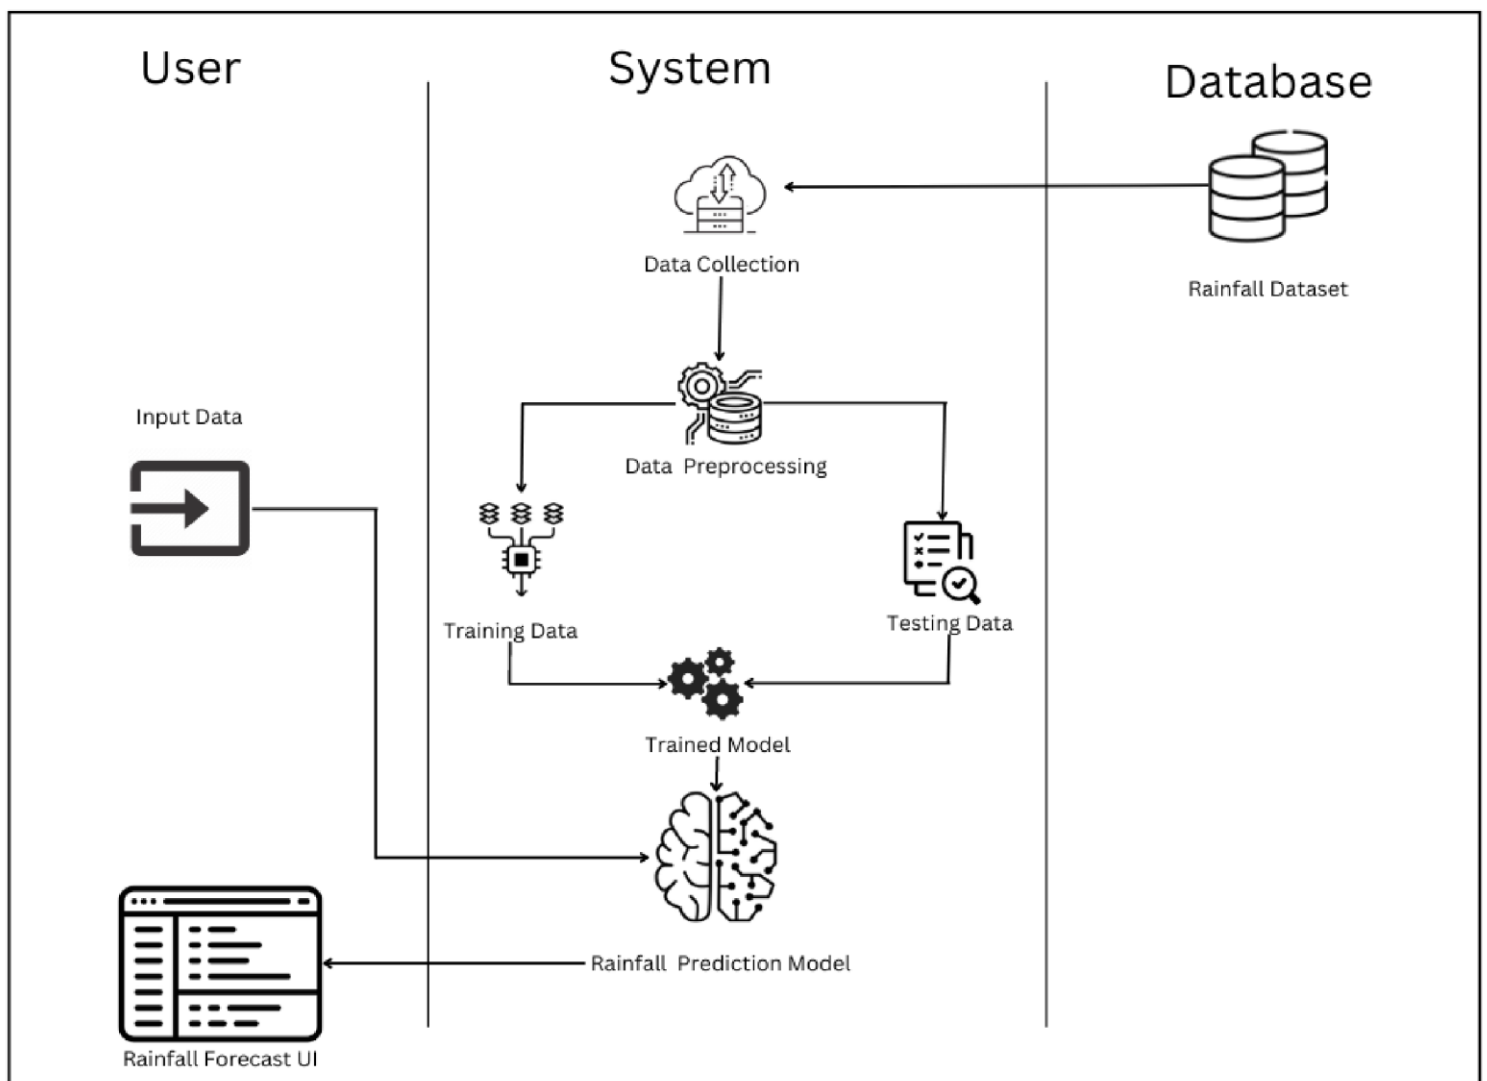 User
System
Database
Data Collection
Rainfall Dataset
Input Data
Data Preprocessing
Training Data
Testing Data
Trained Model
Rainfall Prediction Model
Rainfall Forecast UI